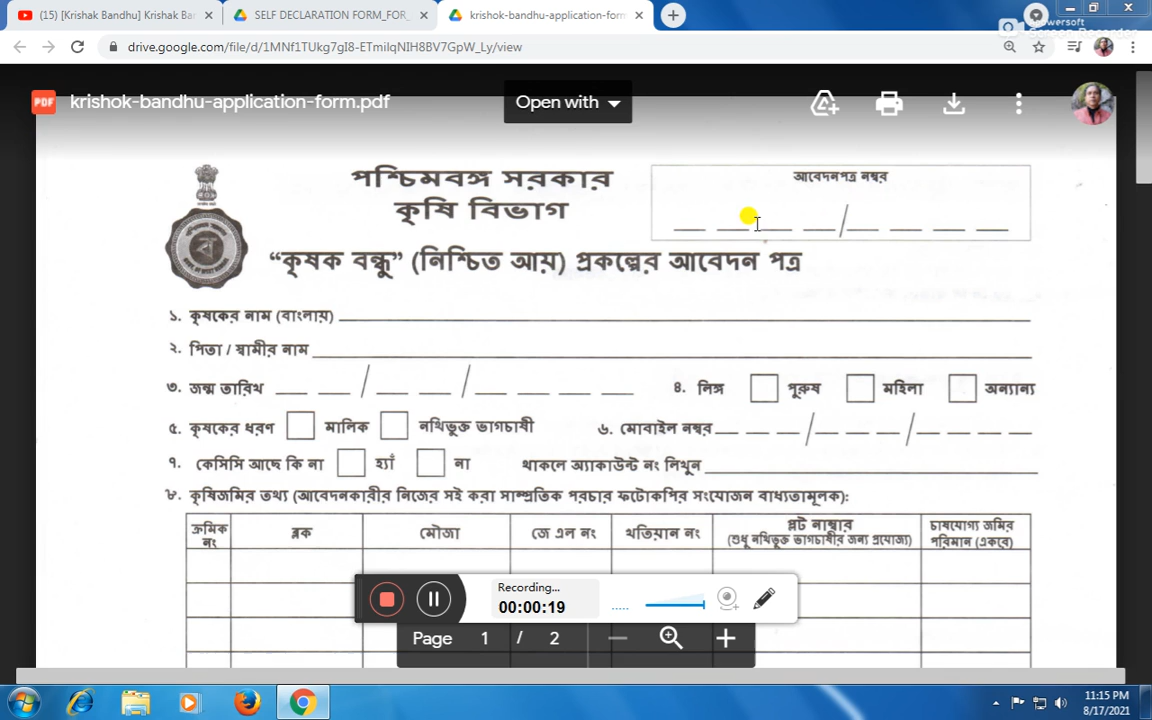 (15) [Krishak Bandhu] Krishak Ba
SELF DECLARATION FORM_FOR_
krishok-bandhu-application-form
drive.google.com/file/d/1MNf1TUkg7gI8-ETmilqNIH8BV7GpW_Ly/view
PDF
krishok-bandhu-application-form.pdf
Open with
পশ্চিমবঙ্গ সরকার
কৃষি বিভাগ
আবেদনপত্র নম্বর
"কৃষক বন্ধু" (নিশ্চিত আয়) প্রকল্পের আবেদন পত্র
১. কৃষকের নাম (বাংলায়)
২. পিতা / স্বামীর নাম
৩. জন্ম তারিখ
৪. লিঙ্গ পুরুষ মহিলা অন্যান্য
৫. কৃষকের ধরণ মালিক নথিভুক্ত ভাগচাষী
৬. মোবাইল নম্বর
৭. কেসিসি আছে কি না হ্যাঁ না থাকলে অ্যাকাউন্ট নং লিখুন
৮. কৃষিজমির তথ্য (আবেদনকারীর নিজের সই করা সাম্প্রতিক পরচার ফটোকপির সংযোজন বাধ্যতামূলক):
ক্রমিক নং
ব্লক
মৌজা
জে এল নং
খতিয়ান নং
প্লট নাম্বার
(শুধু নথিভুক্ত ভাগচাষীর জন্য প্রযোজ্য)
চাষযোগ্য জমির
পরিমান (একরে)
Recording...
00:00:19
Page 1 / 2
11:15 PM
8/17/2021